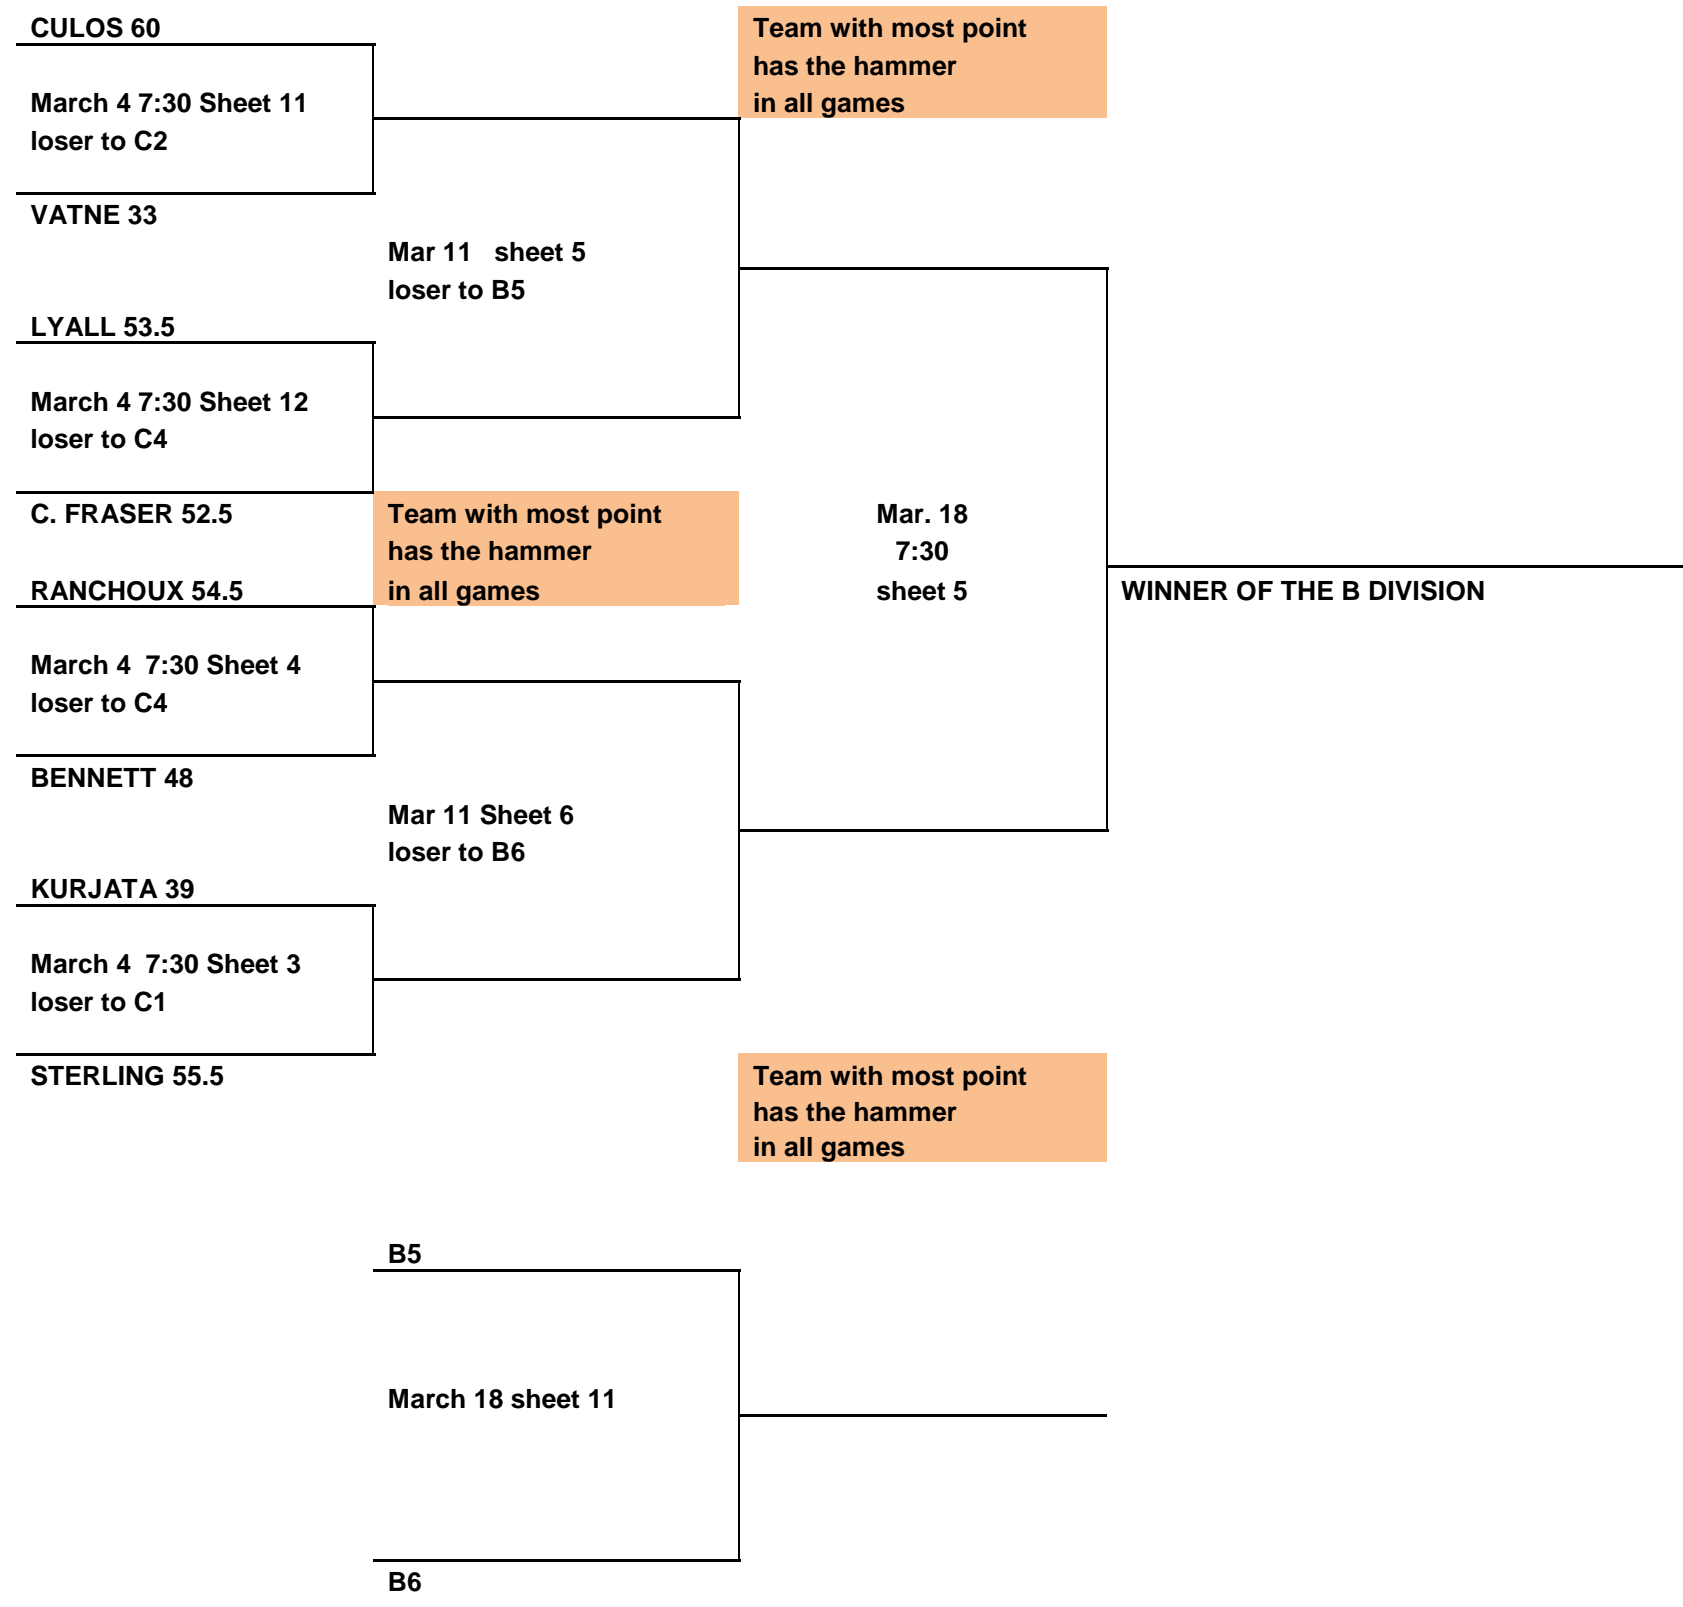 CULOS 60
Team with most point
has the hammer
in all games
March 4 7:30 Sheet 11
loser to C2
VATNE 33
Mar 11   sheet 5
loser to B5
LYALL 53.5
March 4 7:30 Sheet 12
loser to C4
C. FRASER 52.5
Team with most point
has the hammer
in all games
Mar. 18
7:30
sheet 5
RANCHOUX 54.5
WINNER OF THE B DIVISION
March 4  7:30 Sheet 4
loser to C4
BENNETT 48
Mar 11 Sheet 6
loser to B6
KURJATA 39
March 4  7:30 Sheet 3
loser to C1
STERLING 55.5
Team with most point
has the hammer
in all games
B5
March 18 sheet 11
B6